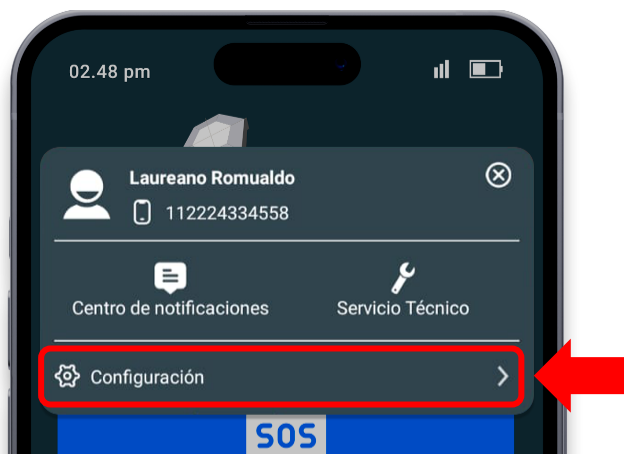 02.48 pm
Laureano Romualdo
112224334558
Centro de notificaciones
Servicio Técnico
Configuración
SOS